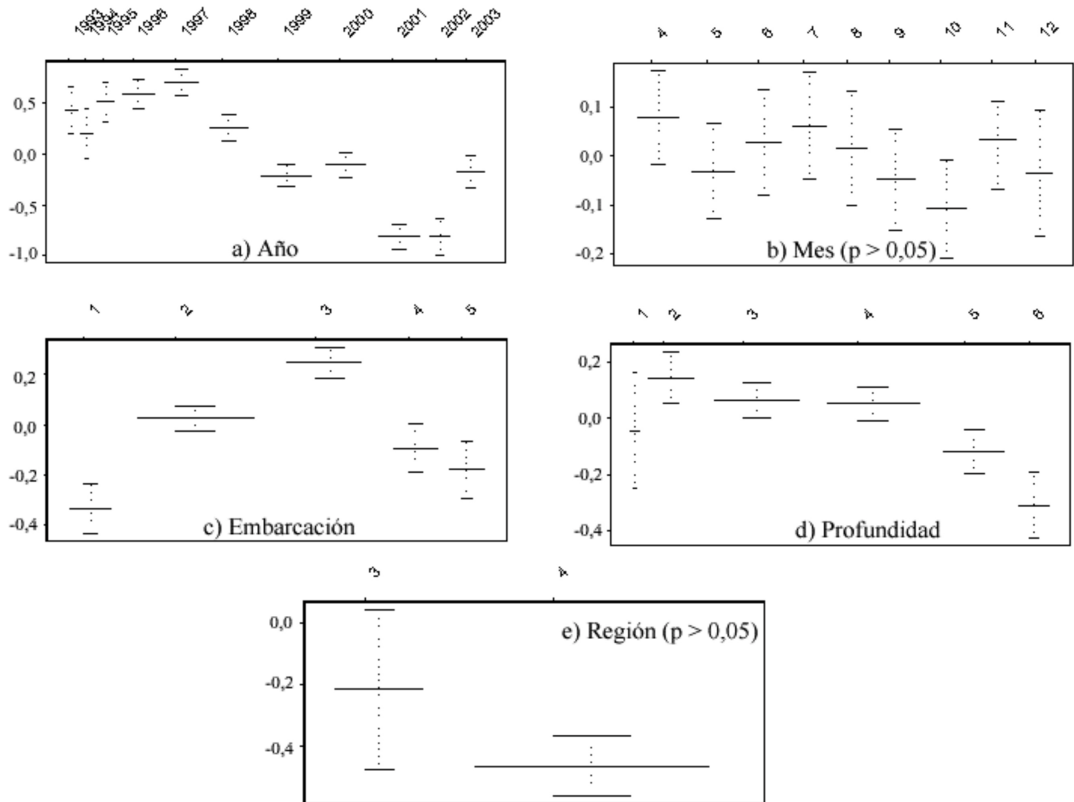 1993 1994 1995 1996 1997 1998 1999 2000 2001 2002 2003
0,5
0,0
-0,5
-1,0
a) Año
4 5 6 7 8 9 10 11 12
0,1
0,0
-0,1
-0,2
b) Mes (p > 0,05)
1 2 3 4 5
0,2
0,0
-0,2
-0,4
c) Embarcación
1 2 3 4 5 6
0,2
0,0
-0,2
-0,4
d) Profundidad
3 4
0,0
-0,2
-0,4
e) Región (p > 0,05)